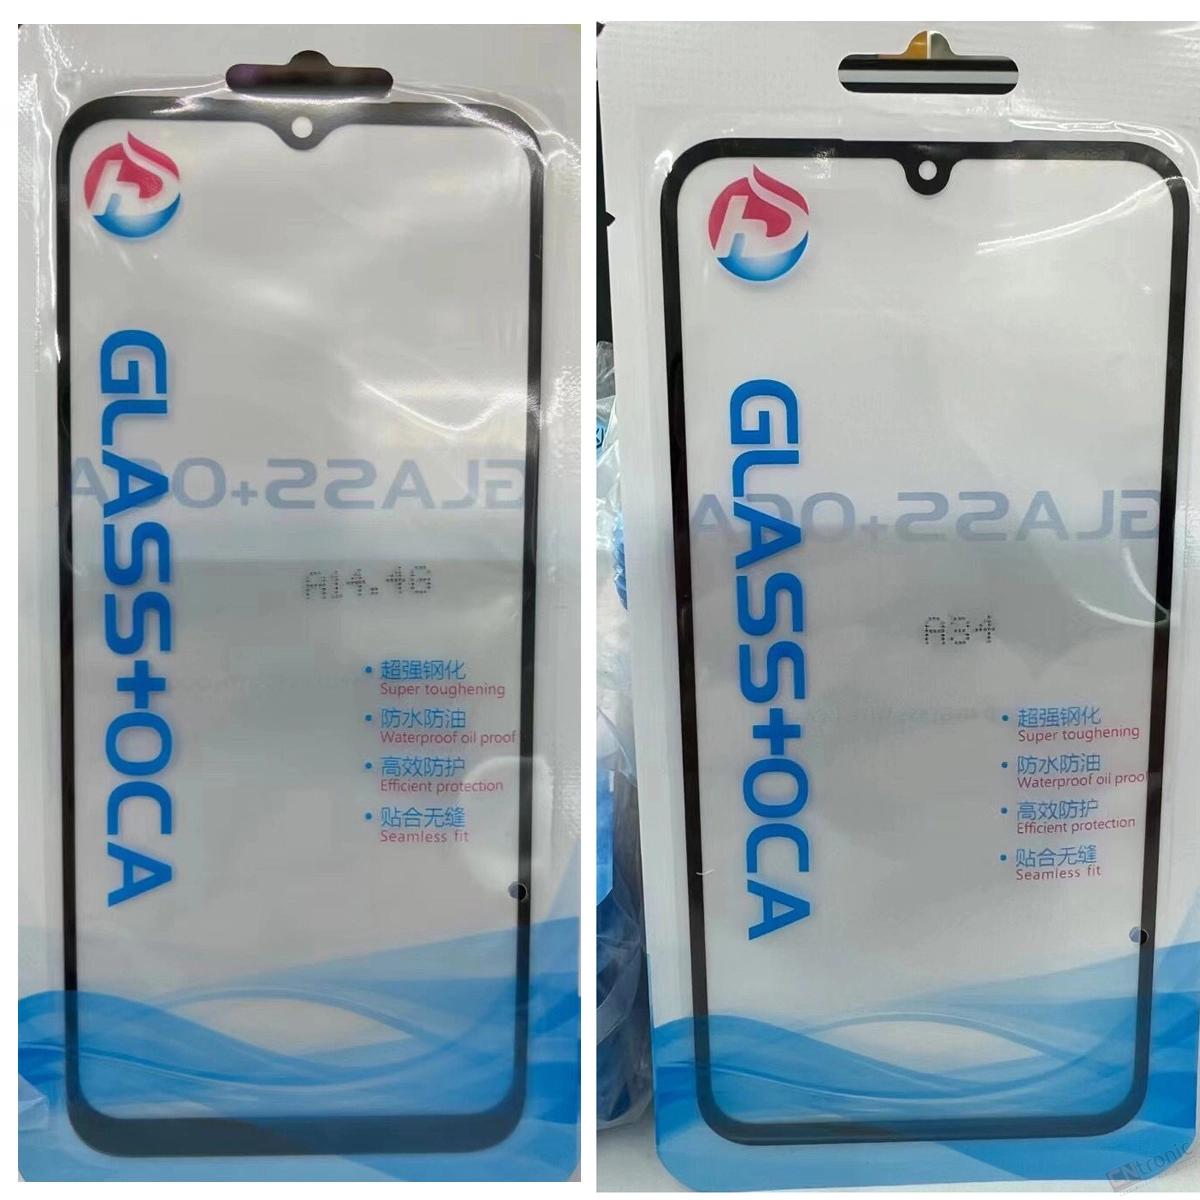 GLASS+OCA
GLASS+OCA
A14.4G
• 超强钢化
Super toughening
• 防水防油
Waterproof oil proof
• 高效防护
Efficient protection
• 贴合无缝
Seamless fit
GLASS+OCA
GLASS+OCA
A34
• 超强钢化
Super toughening
• 防水防油
Waterproof oil proof
• 高效防护
Efficient protection
• 贴合无缝
Seamless fit
CNtronic